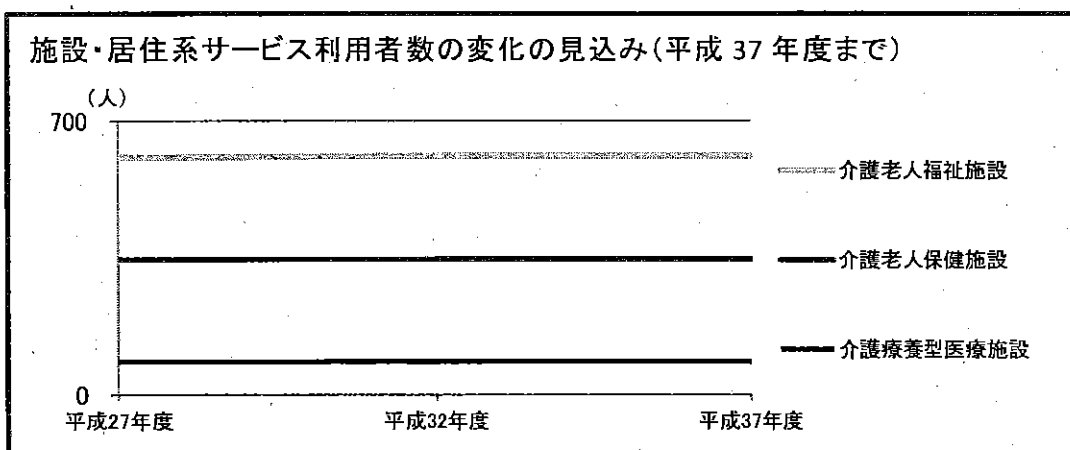 施設・居住系サービス利用者数の変化の見込み(平成 37 年度まで)
(人)
700
介護老人福祉施設
介護老人保健施設
介護療養型医療施設
0
平成27年度 平成32年度 平成37年度